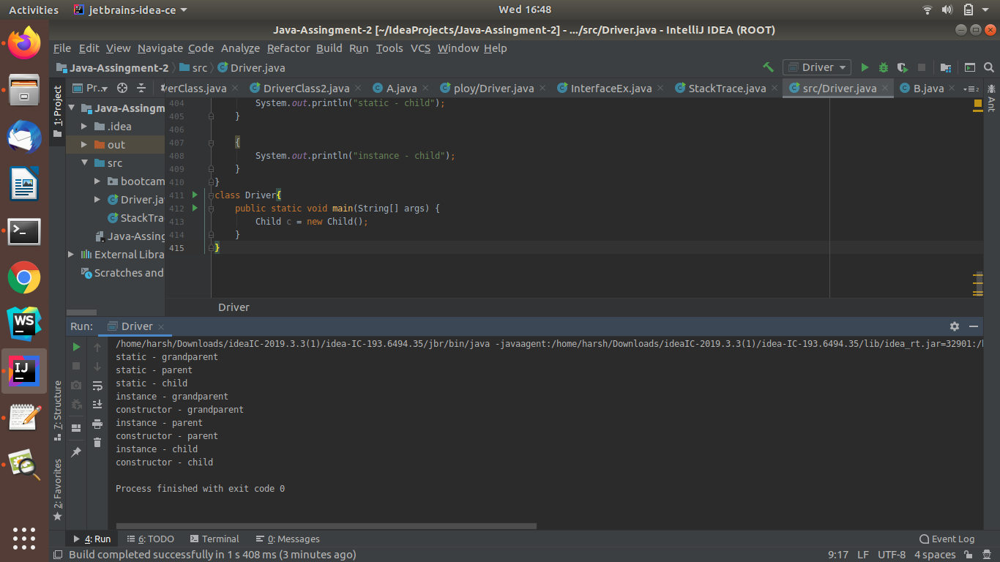 Activities jetbrains-idea-ce Wed 16:48
Java-Assingment-2 [~/IdeaProjects/Java-Assingment-2] - .../src/Driver.java - IntelliJ IDEA (ROOT)
File Edit View Navigate Code Analyze Refactor Build Run Tools VCS Window Help
Java-Assingment-2 src Driver.java Driver
1: Project
Pr... verClass.java DriverClass2.java A.java ploy/Driver.java InterfaceEx.java StackTrace.java src/Driver.java B.java 2
Ant
Java-Assingm
.idea
out
src
bootcam
Driver.ja
StackTra
Java-Assing
External Libra
Scratches and
404 System.out.println("static - child");
405 }
406
407 {
408 System.out.println("instance - child");
409 }
410 }
411 class Driver{
412 public static void main(String[] args) {
413 Child c = new Child();
414 }
415 }
Driver
Run: Driver
/home/harsh/Downloads/ideaIC-2019.3.3(1)/idea-IC-193.6494.35/jbr/bin/java -javaagent:/home/harsh/Downloads/ideaIC-2019.3.3(1)/idea-IC-193.6494.35/lib/idea_rt.jar=32901:/
static - grandparent
static - parent
static - child
instance - grandparent
constructor - grandparent
instance - parent
constructor - parent
instance - child
constructor - child
Process finished with exit code 0
7: Structure
2: Favorites
WS
IJ
4: Run 6: TODO Terminal 0: Messages Event Log
Build completed successfully in 1 s 408 ms (3 minutes ago) 9:17 LF UTF-8 4 spaces